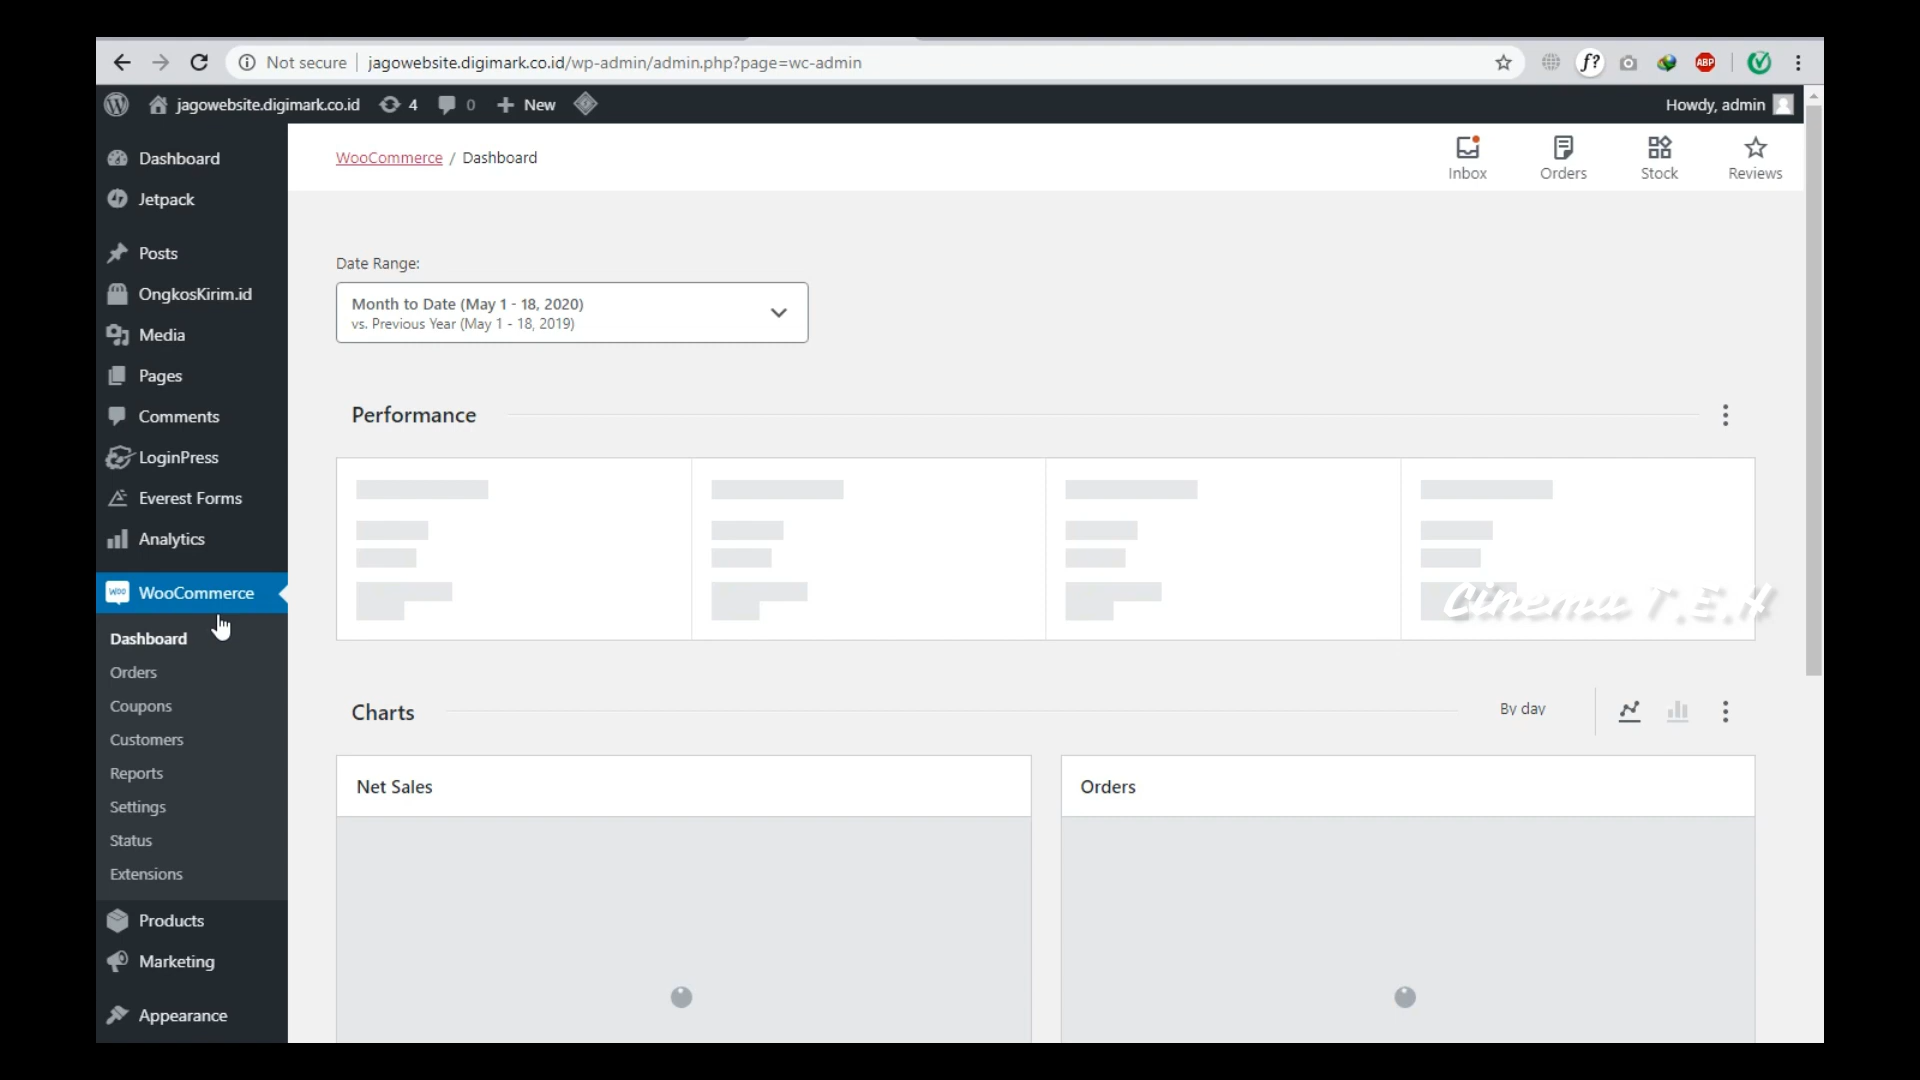 Not secure jagowebsite.digimark.co.id/wp-admin/admin.php?page=wc-admin
f?
ABP
jagowebsite.digimark.co.id 4 0 New
Howdy, admin
Dashboard
Jetpack
Posts
OngkosKirim.id
Media
Pages
Comments
LoginPress
Everest Forms
Analytics
Woo WooCommerce
Dashboard
Orders
Coupons
Customers
Reports
Settings
Status
Extensions
Products
Marketing
Appearance
WooCommerce / Dashboard
Inbox
Orders
Stock
Reviews
Date Range:
Month to Date (May 1 - 18, 2020)
vs. Previous Year (May 1 - 18, 2019)
Performance
Cinema T.E.H
Charts
By day
Net Sales
Orders